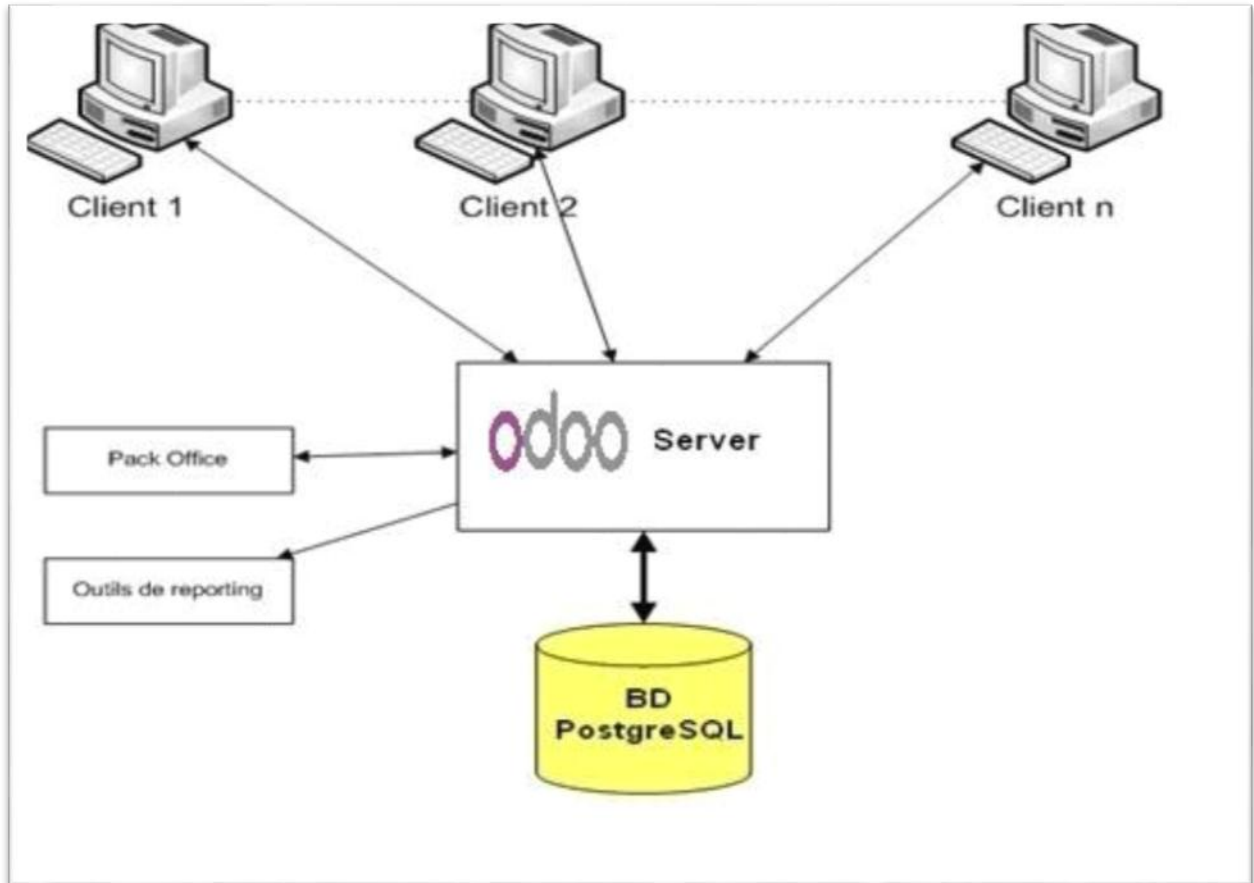 Client 1
Client 2
Client n
odoo Server
Pack Office
Outils de reporting
BD
PostgreSQL